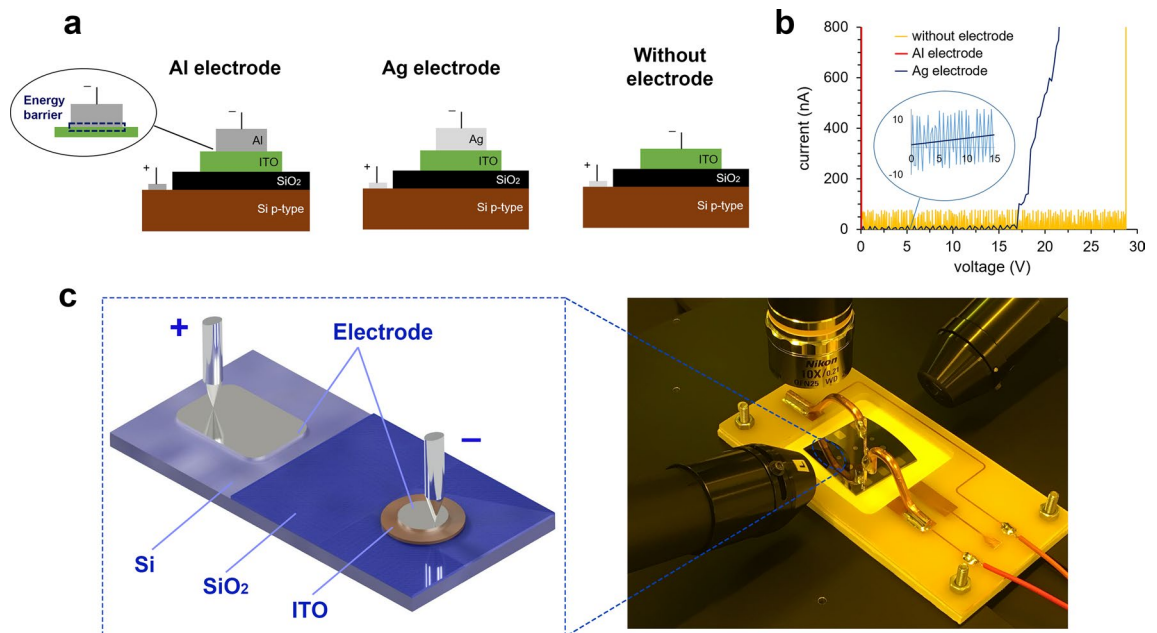 a
Al electrode
Ag electrode
Without
electrode
Energy
barrier
–
–
–
–
Al
Ag
ITO
ITO
ITO
+
+
+
SiO₂
SiO₂
SiO₂
Si p-type
Si p-type
Si p-type
b
without electrode
Al electrode
Ag electrode
current (nA)
800
600
400
200
0
10
0 5 10 15
-10
0 5 10 15 20 25 30
voltage (V)
c
+
Electrode
–
Si
SiO₂
ITO
Nikon
10X/0.21
WD